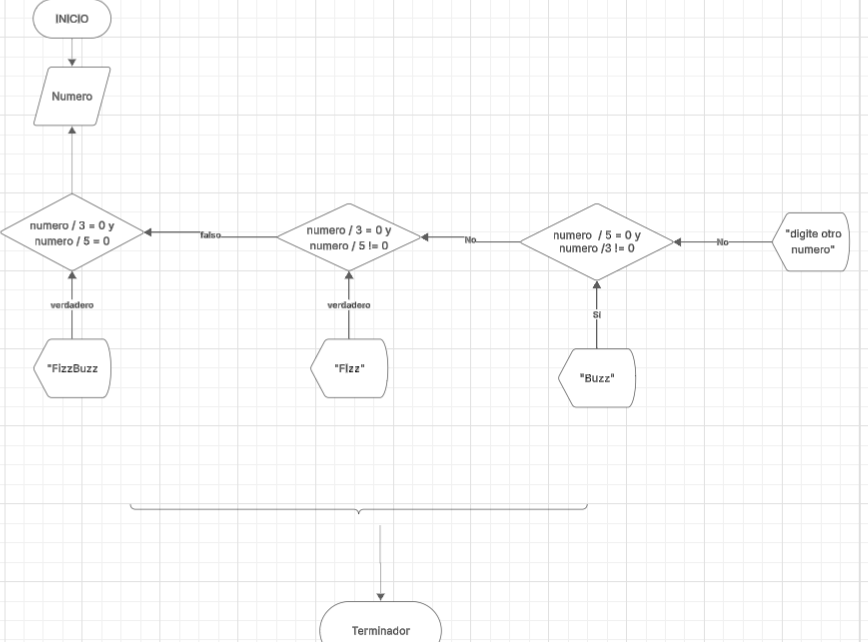 INICIO
Numero
numero / 3 = 0 y
numero / 5 = 0
falso
numero / 3 = 0 y
numero / 5 != 0
No
numero / 5 = 0 y
numero /3 != 0
No
"digite otro
numero"
verdadero
verdadero
Si
"FizzBuzz
"Fizz"
"Buzz"
Terminador